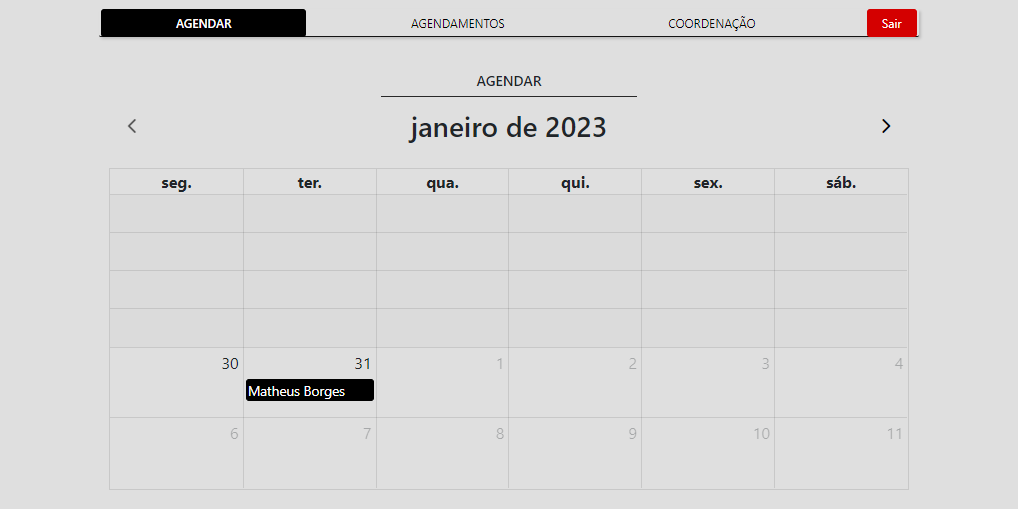 AGENDAR AGENDAMENTOS COORDENAÇÃO Sair
AGENDAR
janeiro de 2023
seg. ter. qua. qui. sex. sáb.
30 31 1 2 3 4
Matheus Borges
6 7 8 9 10 11